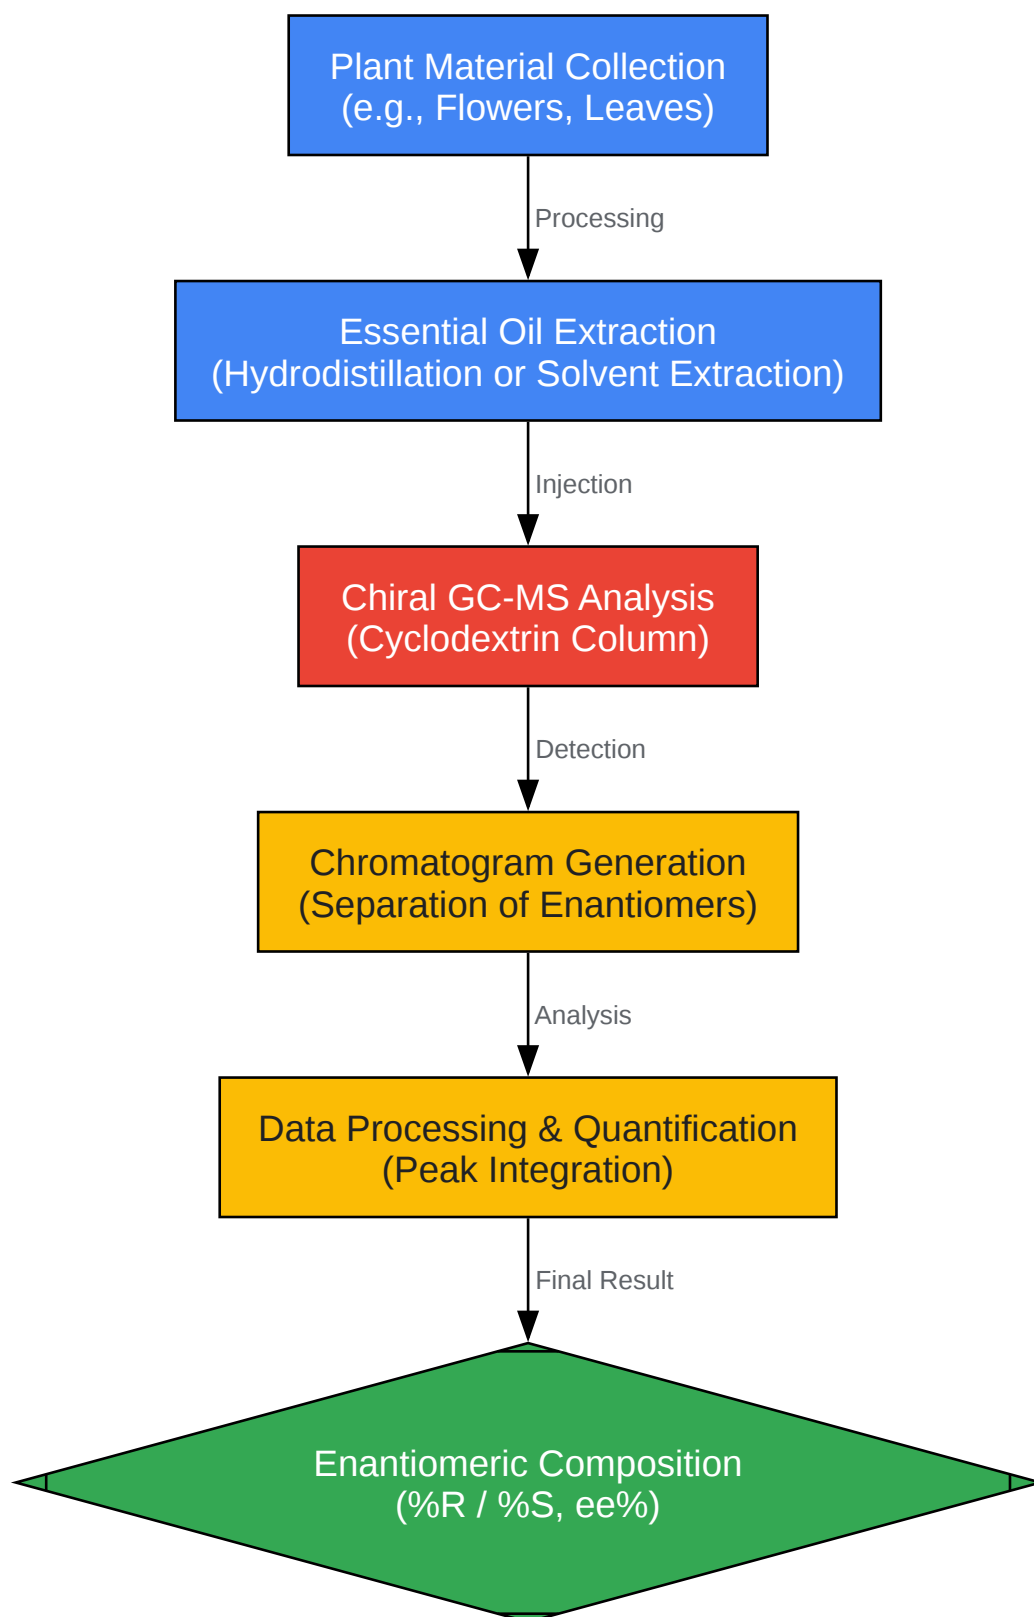 Plant Material Collection
(e.g., Flowers, Leaves)
Processing
Essential Oil Extraction
(Hydrodistillation or Solvent Extraction)
Injection
Chiral GC-MS Analysis
(Cyclodextrin Column)
Detection
Chromatogram Generation
(Separation of Enantiomers)
Analysis
Data Processing & Quantification
(Peak Integration)
Final Result
Enantiomeric Composition
(%R / %S, ee%)